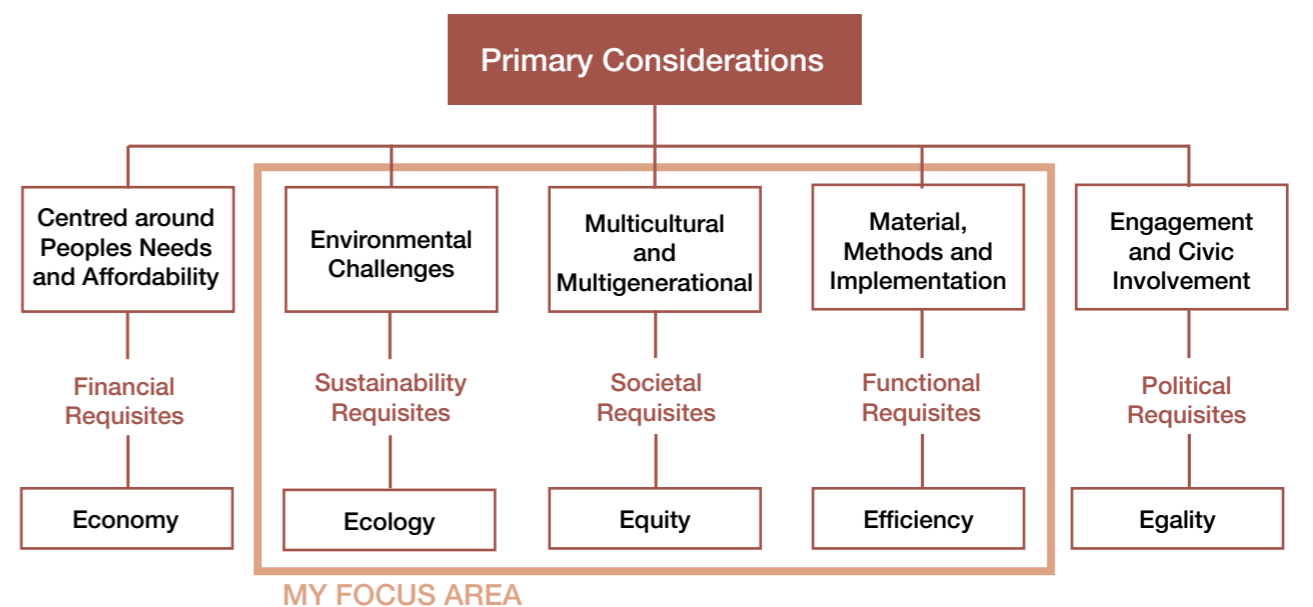 Primary Considerations
Centred around
Peoples Needs
and Affordability
Environmental
Challenges
Multicultural
and
Multigenerational
Material,
Methods and
Implementation
Engagement
and Civic
Involvement
Financial
Requisites
Sustainability
Requisites
Societal
Requisites
Functional
Requisites
Political
Requisites
Economy
Ecology
Equity
Efficiency
Egality
MY FOCUS AREA